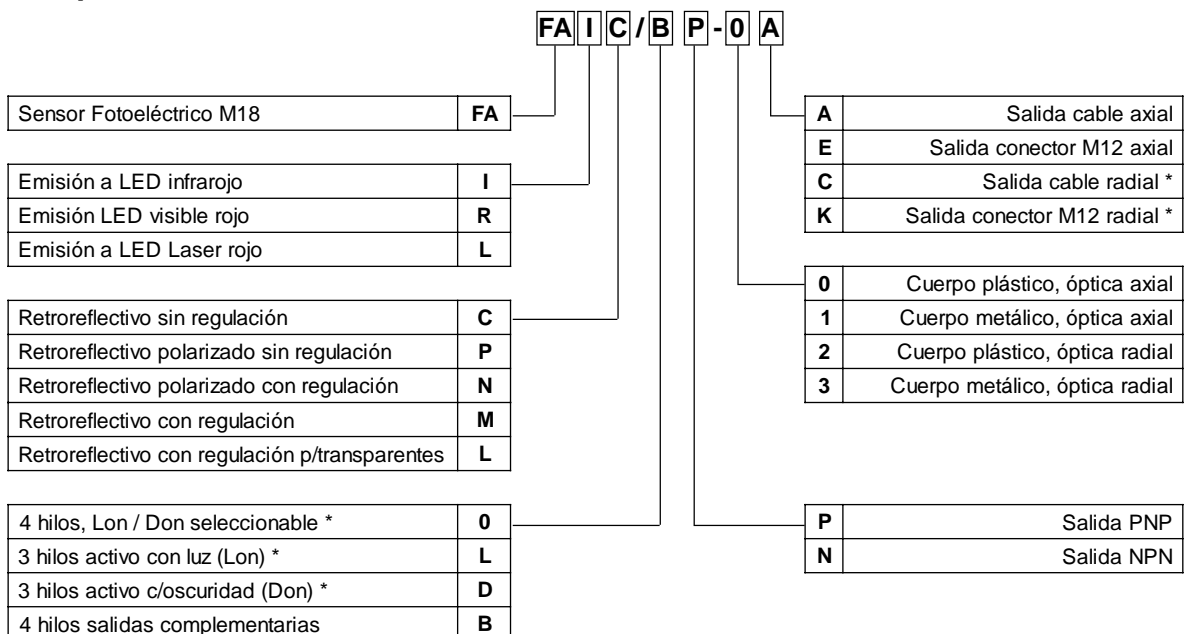 FA I C / B P - 0 A
Sensor Fotoeléctrico M18 FA
Emisión a LED infrarojo I
Emisión LED visible rojo R
Emisión a LED Laser rojo L
Retroreflectivo sin regulación C
Retroreflectivo polarizado sin regulación P
Retroreflectivo polarizado con regulación N
Retroreflectivo con regulación M
Retroreflectivo con regulación p/transparentes L
4 hilos, Lon / Don seleccionable * 0
3 hilos activo con luz (Lon) * L
3 hilos activo c/oscuridad (Don) * D
4 hilos salidas complementarias B
A Salida cable axial
E Salida conector M12 axial
C Salida cable radial *
K Salida conector M12 radial *
0 Cuerpo plástico, óptica axial
1 Cuerpo metálico, óptica axial
2 Cuerpo plástico, óptica radial
3 Cuerpo metálico, óptica radial
P Salida PNP
N Salida NPN